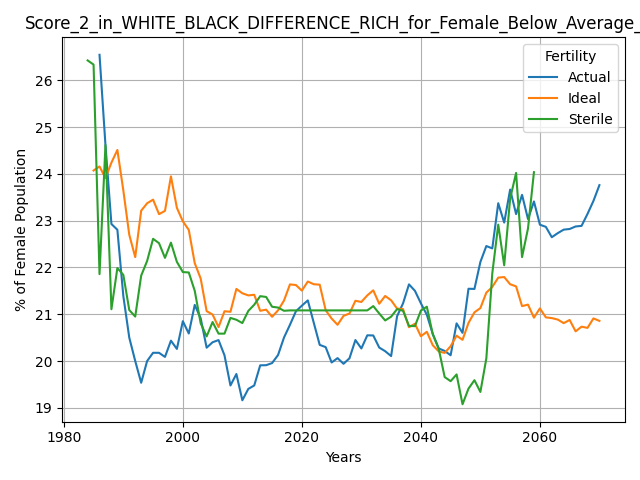 Score_2_in_WHITE_BLACK_DIFFERENCE_RICH_for_Female_Below_Average_
Fertility
Actual
Ideal
Sterile
% of Female Population
26
25
24
23
22
21
20
19
1980
2000
2020
2040
2060
Years